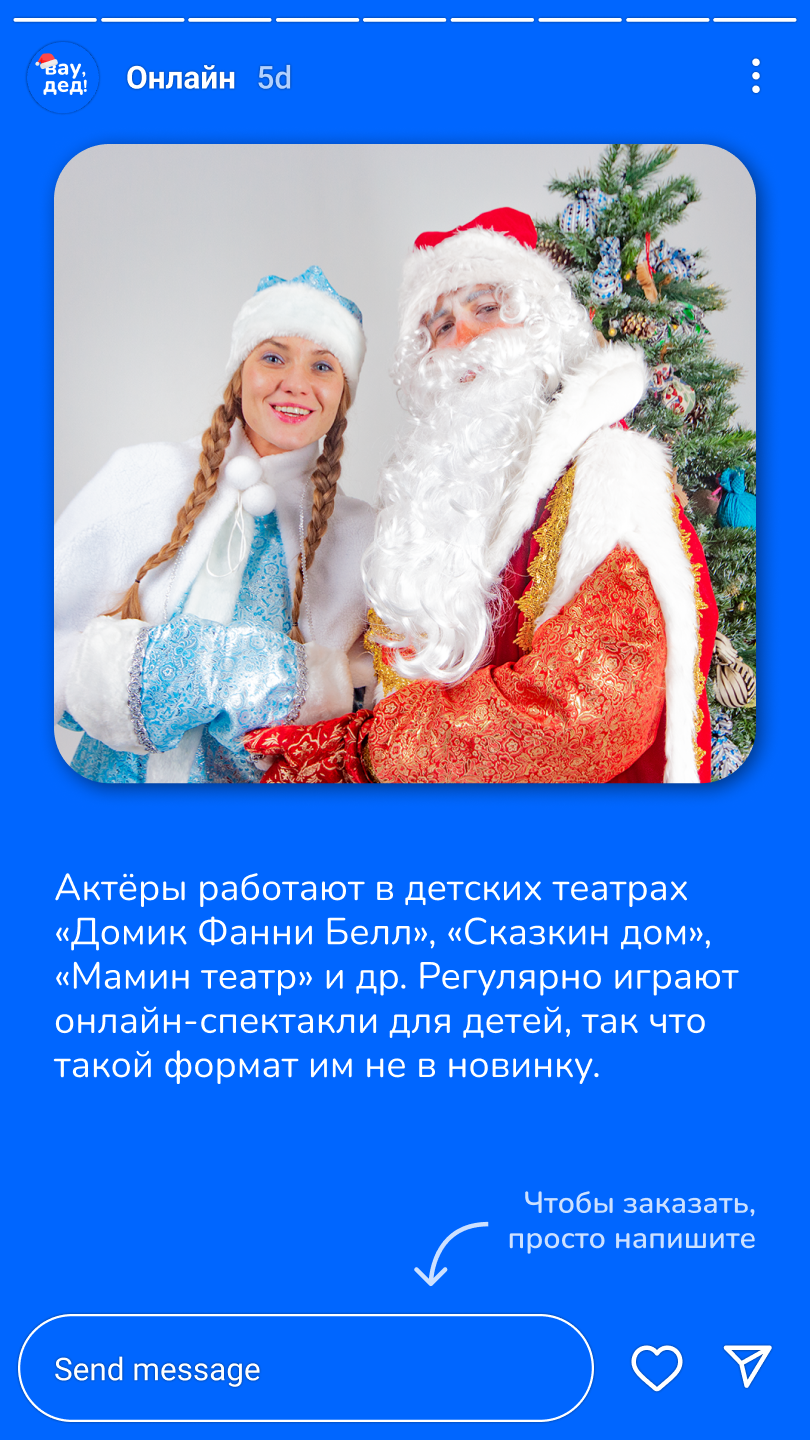 вау,
дед!
Онлайн 5d
Актёры работают в детских театрах
«Домик Фанни Белл», «Сказкин дом»,
«Мамин театр» и др. Регулярно играют
онлайн-спектакли для детей, так что
такой формат им не в новинку.
Чтобы заказать,
просто напишите
Send message